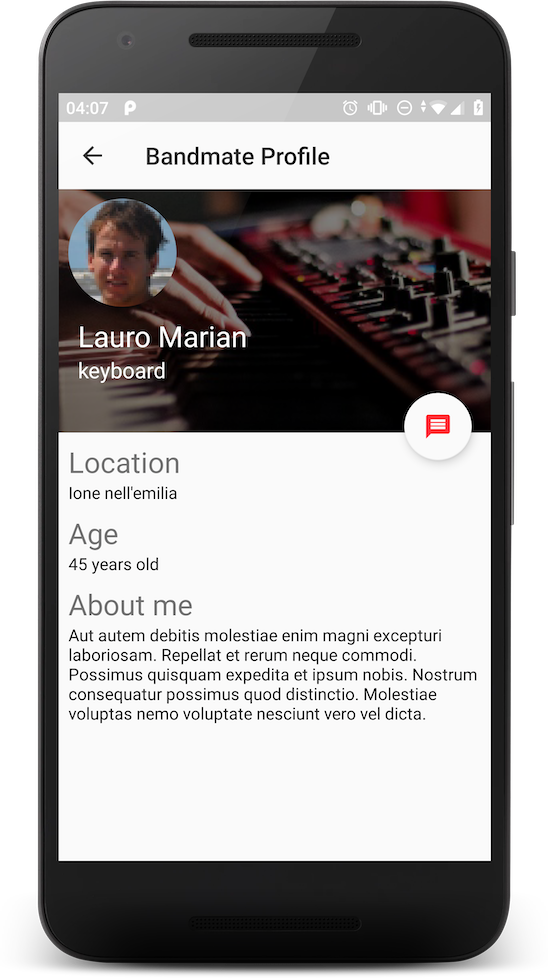 04:07
Bandmate Profile
Lauro Marian
keyboard
Location
Ione nell'emilia
Age
45 years old
About me
Aut autem debitis molestiae enim magni excepturi
laboriosam. Repellat et rerum neque commodi.
Possimus quisquam expedita et ipsum nobis. Nostrum
consequatur possimus quod distinctio. Molestiae
voluptas nemo voluptate nesciunt vero vel dicta.